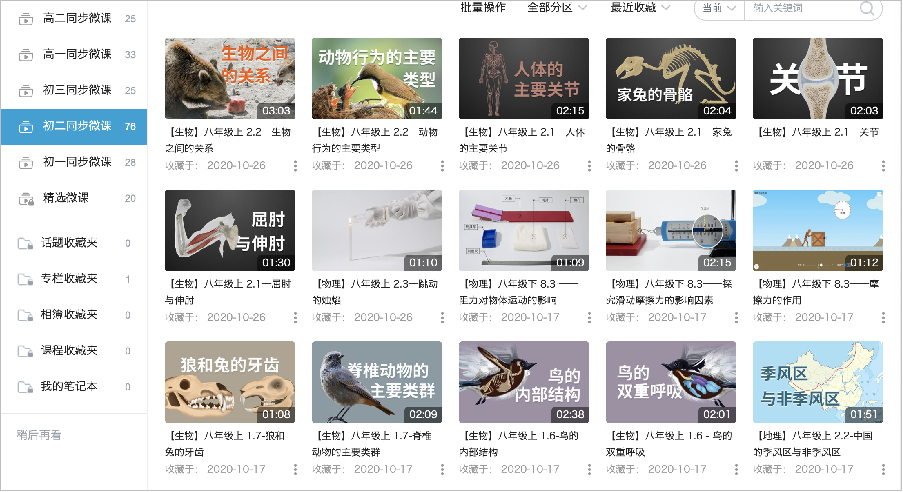 高二同步微课 25
高一同步微课 33
初三同步微课 25
初二同步微课 76
初一同步微课 28
精选微课 20
话题收藏夹 0
专栏收藏夹 1
相簿收藏夹 0
课程收藏夹 0
我的笔记本 0
稍后再看
批量操作 全部分区 最近收藏 当前 输入关键词
生物之间
的关系
03:03
【生物】八年级上 2.2 生物
之间的关系
收藏于： 2020-10-26
动物行为的主要
类型
01:44
【生物】八年级上 2.2 动物
行为的主要类型
收藏于： 2020-10-26
人体的
主要关节
02:15
【生物】八年级上 2.1 人体
的主要关节
收藏于： 2020-10-26
家兔的骨骼
02:04
【生物】八年级上 2.1 家兔
的骨骼
收藏于： 2020-10-26
关节
02:03
【生物】八年级上 2.1 关节
收藏于： 2020-10-26
屈肘
与伸肘
01:30
【生物】八年级上 2.1—屈肘
与伸肘
收藏于： 2020-10-26
01:10
【物理】八年级上 2.3—跳动
的烛焰
收藏于： 2020-10-26
01:09
【物理】八年级下 8.3 ——
阻力对物体运动的影响
收藏于： 2020-10-17
02:15
【物理】八年级下 8.3——探
究滑动摩擦力的影响因素
收藏于： 2020-10-17
01:12
【物理】八年级下 8.3——摩
擦力的作用
收藏于： 2020-10-17
狼和兔的牙齿
01:08
【生物】八年级上 1.7-狼和
兔的牙齿
收藏于： 2020-10-17
脊椎动物的
主要类群
02:09
【生物】八年级上 1.7-脊椎
动物的主要类群
收藏于： 2020-10-17
鸟的
内部结构
02:38
【生物】八年级上 1.6-鸟的
内部结构
收藏于： 2020-10-17
鸟的
双重呼吸
02:01
【生物】八年级上 1.6 - 鸟的
双重呼吸
收藏于： 2020-10-17
季风区
与非季风区
01:51
【地理】八年级上 2.2-中国
的季风区与非季风区
收藏于： 2020-10-17